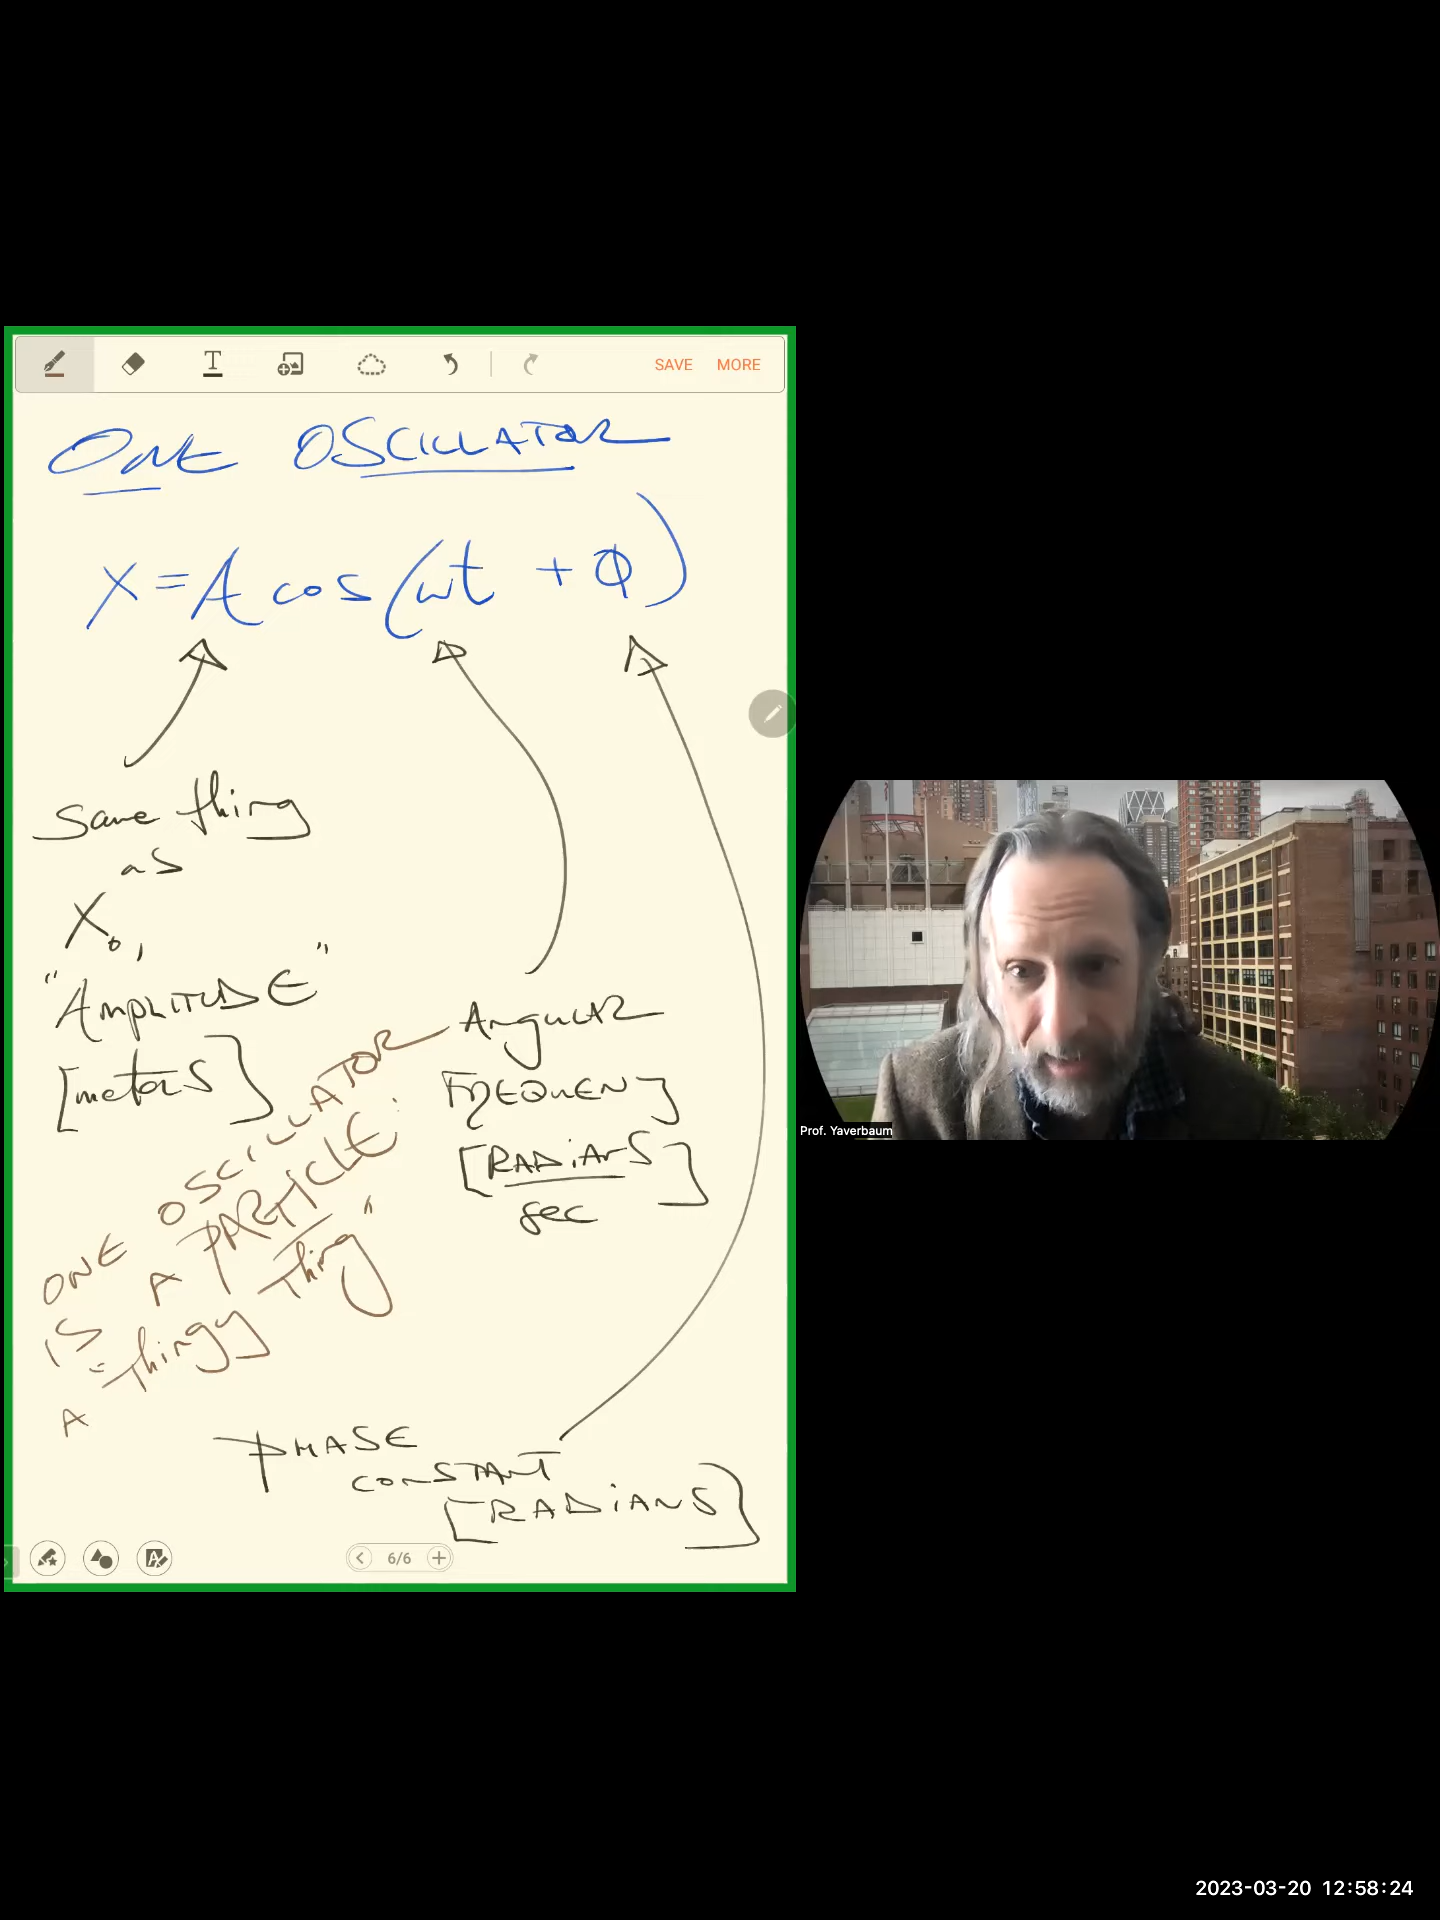 T
SAVE MORE
ONE OSCILLATOR
X = A cos(ωt + Φ)
Same thing
as
X₀,
"AMPLITUDE"
[meters]
ANGULAR
FREQUENCY
[RADIANS
sec]
ONE OSCILLATOR
IS A PARTICLE:
A "Thingy Thing"
PHASE
CONSTANT
[RADIANS]
6/6
Prof. Yaverbaum
2023-03-20 12:58:24